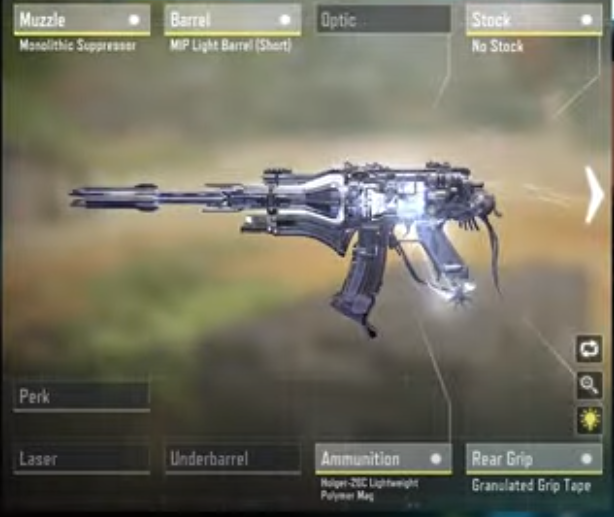 Muzzle
Barrel
Optic
Stock
Monolithic Suppressor
MIP Light Barrel (Short)
No Stock
Perk
Laser
Underbarrel
Ammunition
Rear Grip
Holger-26C Lightweight
Polymer Mag
Granulated Grip Tape